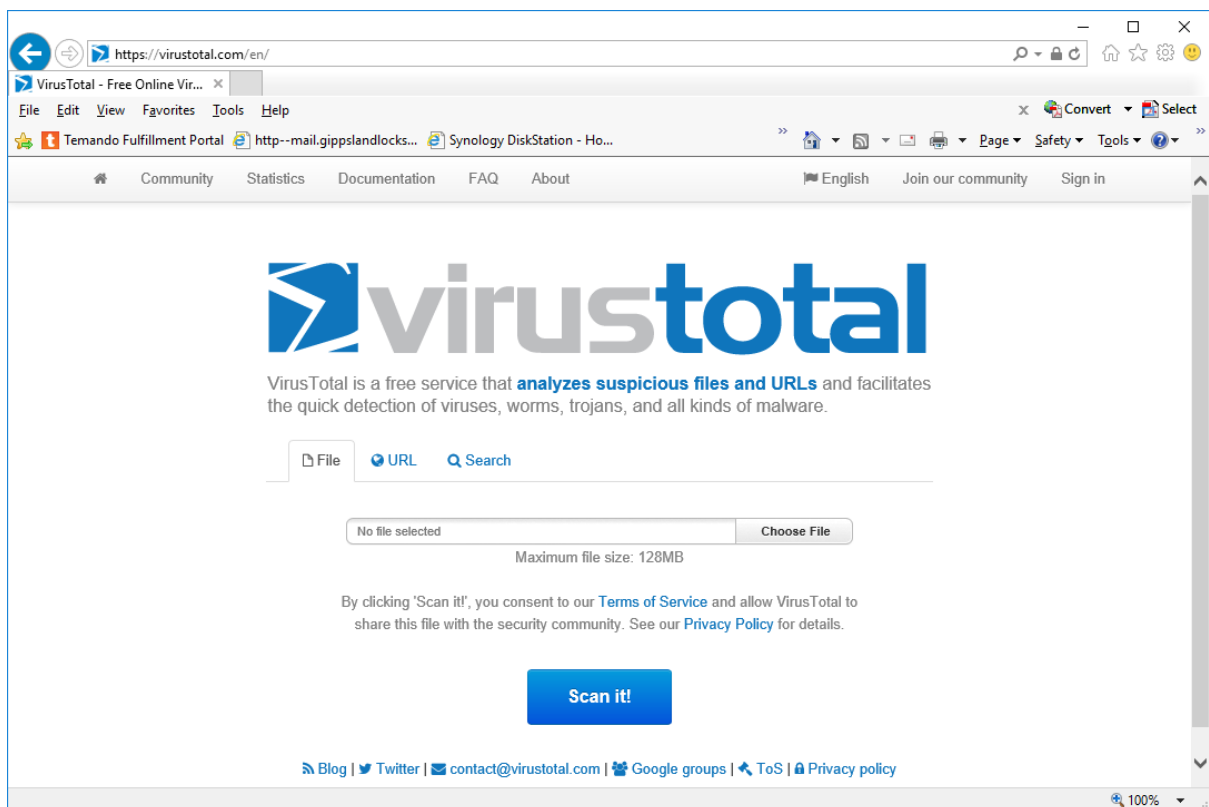 https://virustotal.com/en/
VirusTotal - Free Online Vir...
File Edit View Favorites Tools Help
Convert Select
Temando Fulfillment Portal http--mail.gippslandlocks... Synology DiskStation - Ho...
Page Safety Tools
Community Statistics Documentation FAQ About English Join our community Sign in
virustotal
VirusTotal is a free service that analyzes suspicious files and URLs and facilitates
the quick detection of viruses, worms, trojans, and all kinds of malware.
File URL Search
No file selected Choose File
Maximum file size: 128MB
By clicking 'Scan it!', you consent to our Terms of Service and allow VirusTotal to
share this file with the security community. See our Privacy Policy for details.
Scan it!
Blog | Twitter | contact@virustotal.com | Google groups | ToS | Privacy policy
100%